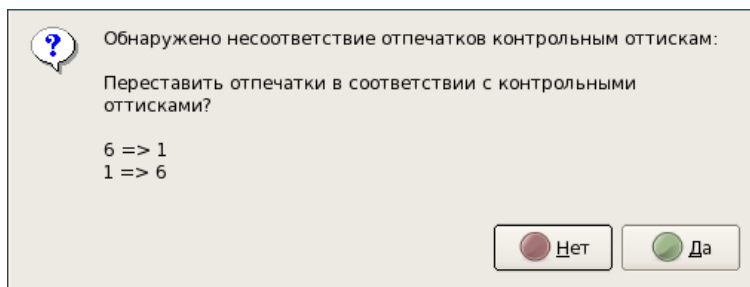 Обнаружено несоответствие отпечатков контрольным оттискам:
Переставить отпечатки в соответствии с контрольными
оттисками?
6 => 1
1 => 6
Нет
Да